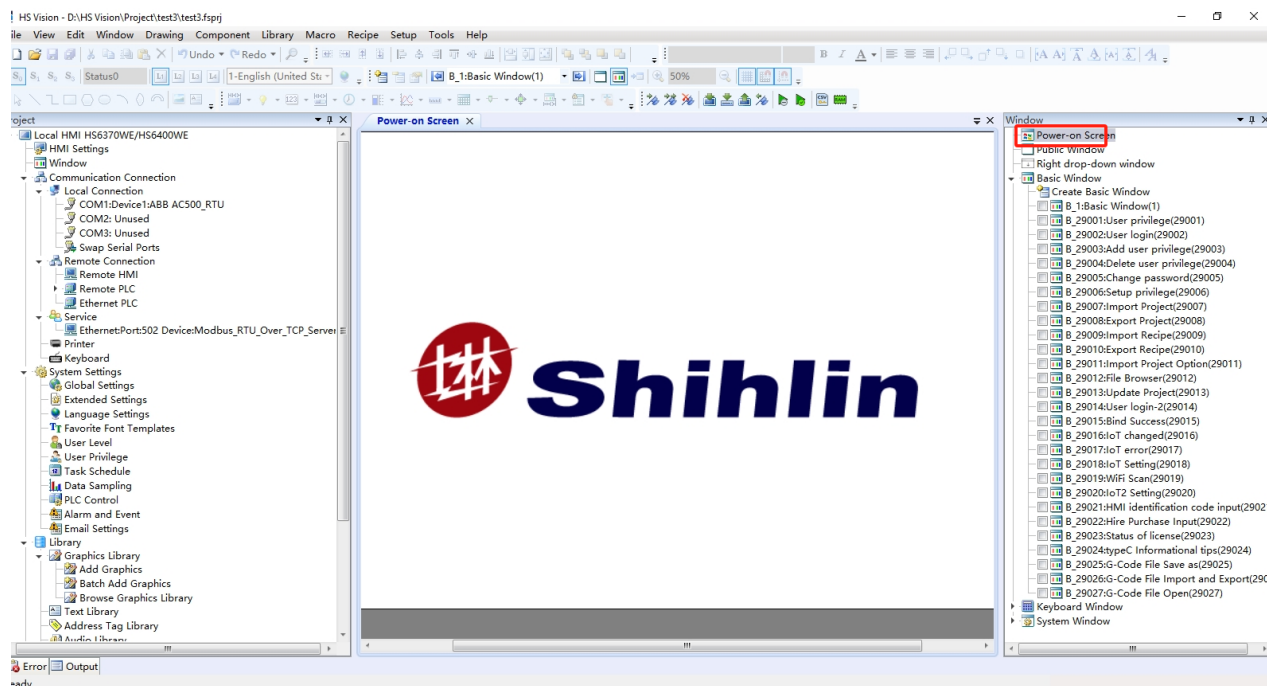 HS Vision - D:\HS Vision\Project\test3\test3.fsprj
ile View Edit Window Drawing Component Library Macro Recipe Setup Tools Help
Undo Redo B I A
S0 S1 S2 S3 Status0 L1 L2 L3 L4 1-English (United Sta B_1:Basic Window(1) 50%
oject
Local HMI HS6370WE/HS6400WE
HMI Settings
Window
Communication Connection
Local Connection
COM1:Device1:ABB AC500_RTU
COM2: Unused
COM3: Unused
Swap Serial Ports
Remote Connection
Remote HMI
Remote PLC
Ethernet PLC
Service
Ethernet:Port:502 Device:Modbus_RTU_Over_TCP_Server
Printer
Keyboard
System Settings
Global Settings
Extended Settings
Language Settings
Favorite Font Templates
User Level
User Privilege
Task Schedule
Data Sampling
PLC Control
Alarm and Event
Email Settings
Library
Graphics Library
Add Graphics
Batch Add Graphics
Browse Graphics Library
Text Library
Address Tag Library
Audio Library
Power-on Screen
Shihlin
Window
Power-on Screen
Public Window
Right drop-down window
Basic Window
Create Basic Window
B_1:Basic Window(1)
B_29001:User privilege(29001)
B_29002:User login(29002)
B_29003:Add user privilege(29003)
B_29004:Delete user privilege(29004)
B_29005:Change password(29005)
B_29006:Setup privilege(29006)
B_29007:Import Project(29007)
B_29008:Export Project(29008)
B_29009:Import Recipe(29009)
B_29010:Export Recipe(29010)
B_29011:Import Project Option(29011)
B_29012:File Browser(29012)
B_29013:Update Project(29013)
B_29014:User login-2(29014)
B_29015:Bind Success(29015)
B_29016:IoT changed(29016)
B_29017:IoT error(29017)
B_29018:IoT Setting(29018)
B_29019:WiFi Scan(29019)
B_29020:IoT2 Setting(29020)
B_29021:HMI identification code input(2902
B_29022:Hire Purchase Input(29022)
B_29023:Status of license(29023)
B_29024:typeC Informational tips(29024)
B_29025:G-Code File Save as(29025)
B_29026:G-Code File Import and Export(290
B_29027:G-Code File Open(29027)
Keyboard Window
System Window
Error Output
eady